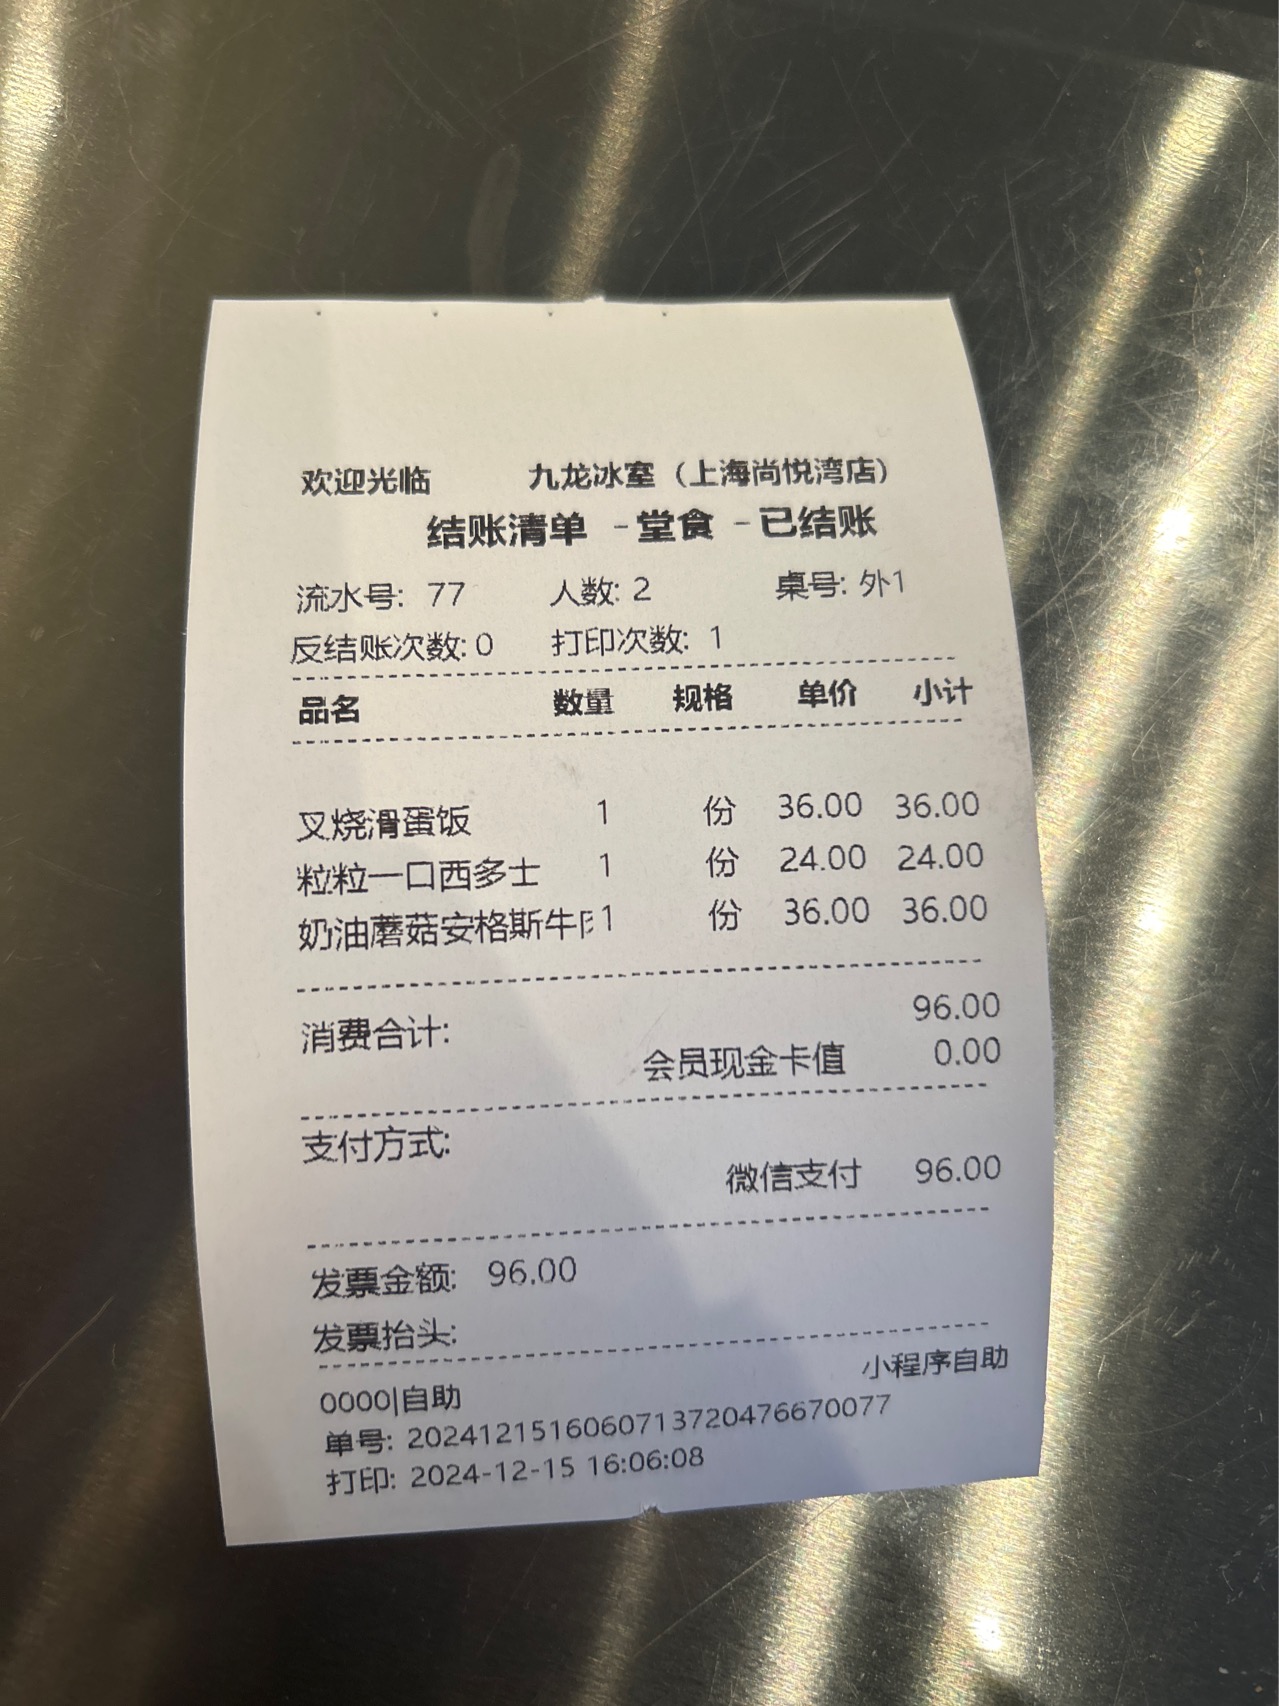 欢迎光临 九龙冰室（上海尚悦湾店）
结账清单 -堂食 -已结账
流水号: 77 人数: 2 桌号: 外1
反结账次数: 0 打印次数: 1
品名 数量 规格 单价 小计
叉烧滑蛋饭 1 份 36.00 36.00
粒粒一口西多士 1 份 24.00 24.00
奶油蘑菇安格斯牛 1 份 36.00 36.00
消费合计: 96.00
会员现金卡值 0.00
支付方式:
微信支付 96.00
发票金额: 96.00
发票抬头:
小程序自助
0000|自助
单号: 2024121516060713720476670077
打印: 2024-12-15 16:06:08